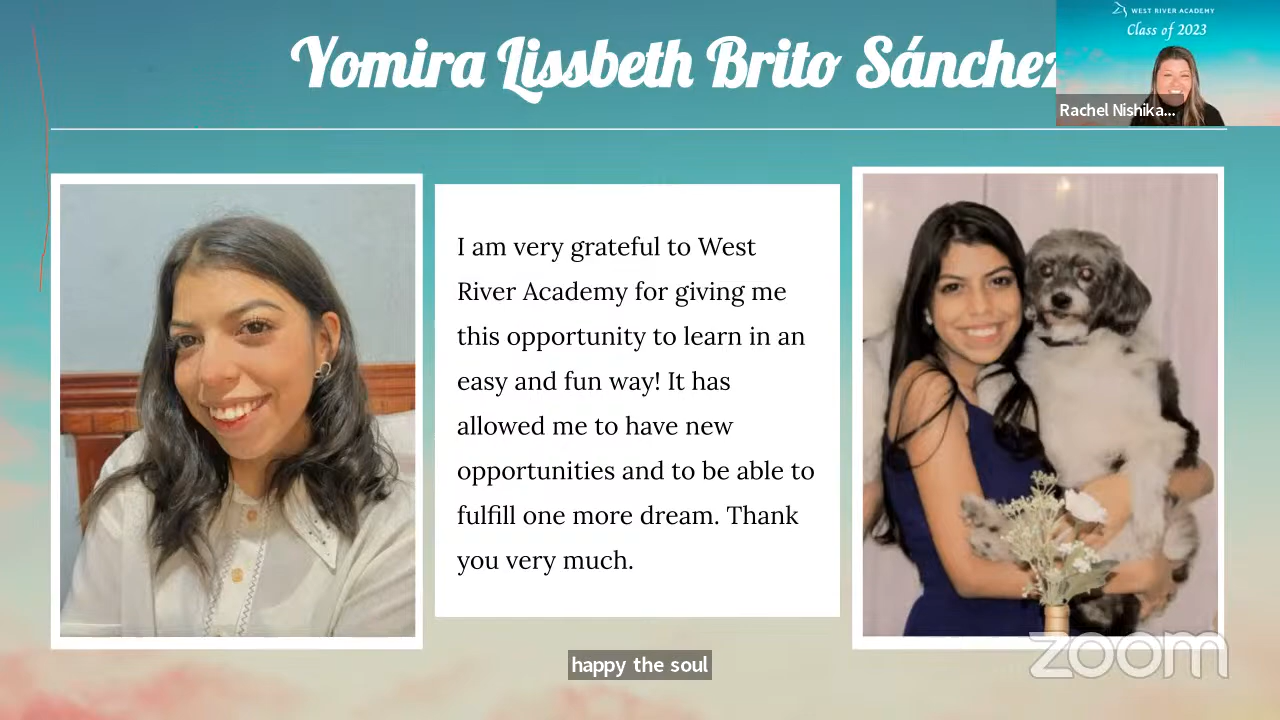 Yomira Lissbeth Brito Sánchez
WEST RIVER ACADEMY
Class of 2023
Rachel Nishika...
I am very grateful to West
River Academy for giving me
this opportunity to learn in an
easy and fun way! It has
allowed me to have new
opportunities and to be able to
fulfill one more dream. Thank
you very much.
happy the soul
zoom